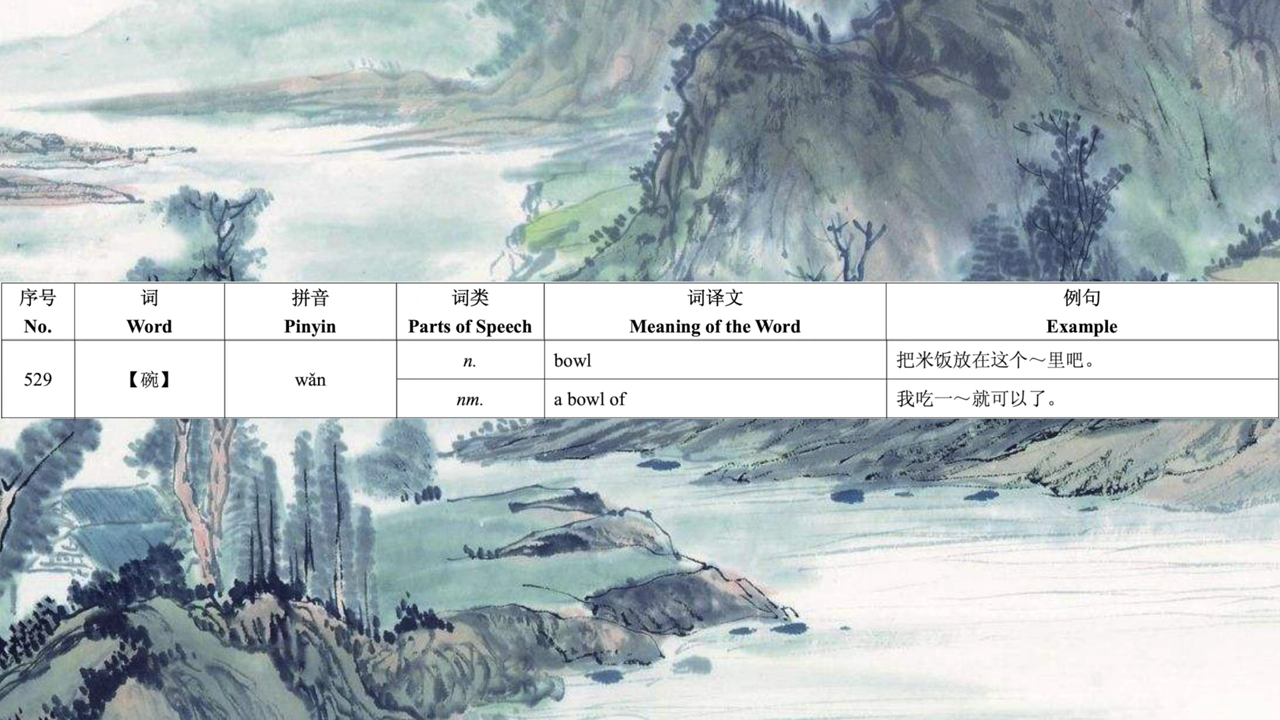 序号 词 拼音 词类 词译文 例句
No. Word Pinyin Parts of Speech Meaning of the Word Example
529 【碗】 wǎn n. bowl 把米饭放在这个～里吧。
nm. a bowl of 我吃一～就可以了。